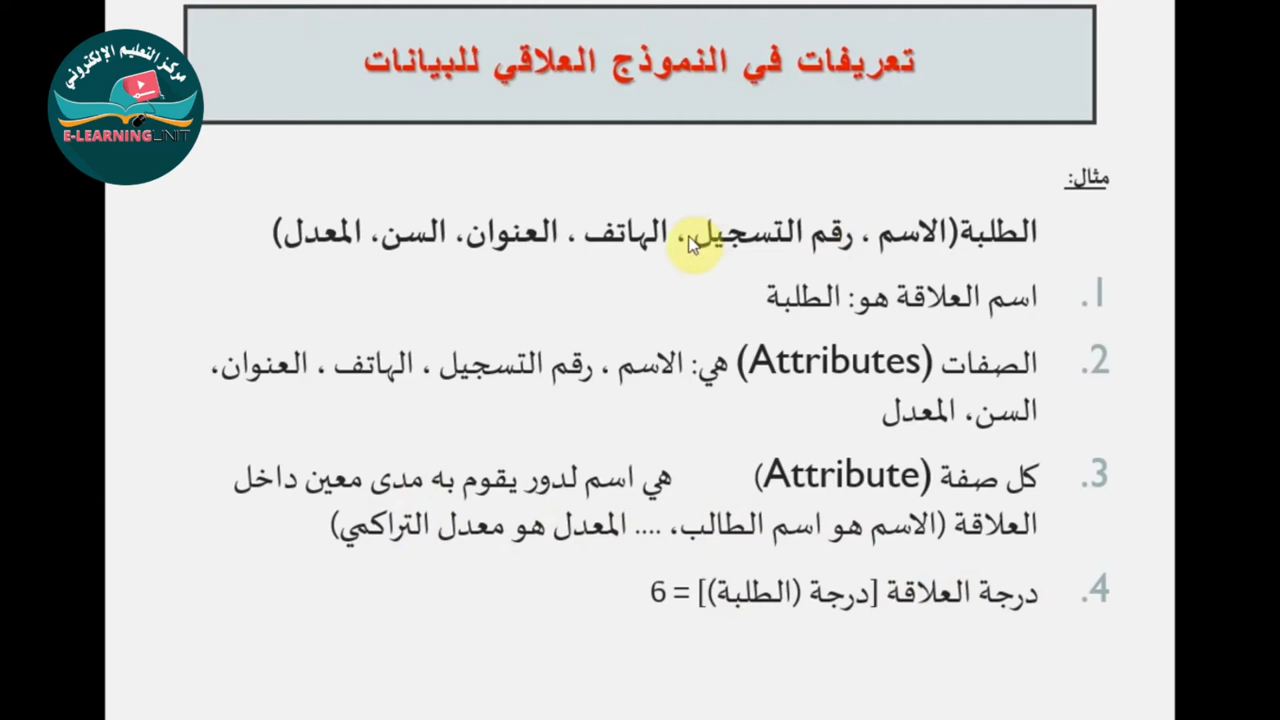 تعريفات في النموذج العلاقي للبيانات
مركز التعليم الإلكتروني
E-LEARNING UNIT
مثال:
الطلبة(الاسم ، رقم التسجيل ، الهاتف ، العنوان، السن، المعدل)
1. اسم العلاقة هو: الطلبة
2. الصفات (Attributes) هي: الاسم ، رقم التسجيل ، الهاتف ، العنوان،
السن، المعدل
3. كل صفة (Attribute) هي اسم لدور يقوم به مدى معين داخل
العلاقة (الاسم هو اسم الطالب، .... المعدل هو معدل التراكمي)
4. درجة العلاقة [درجة (الطلبة)] = 6